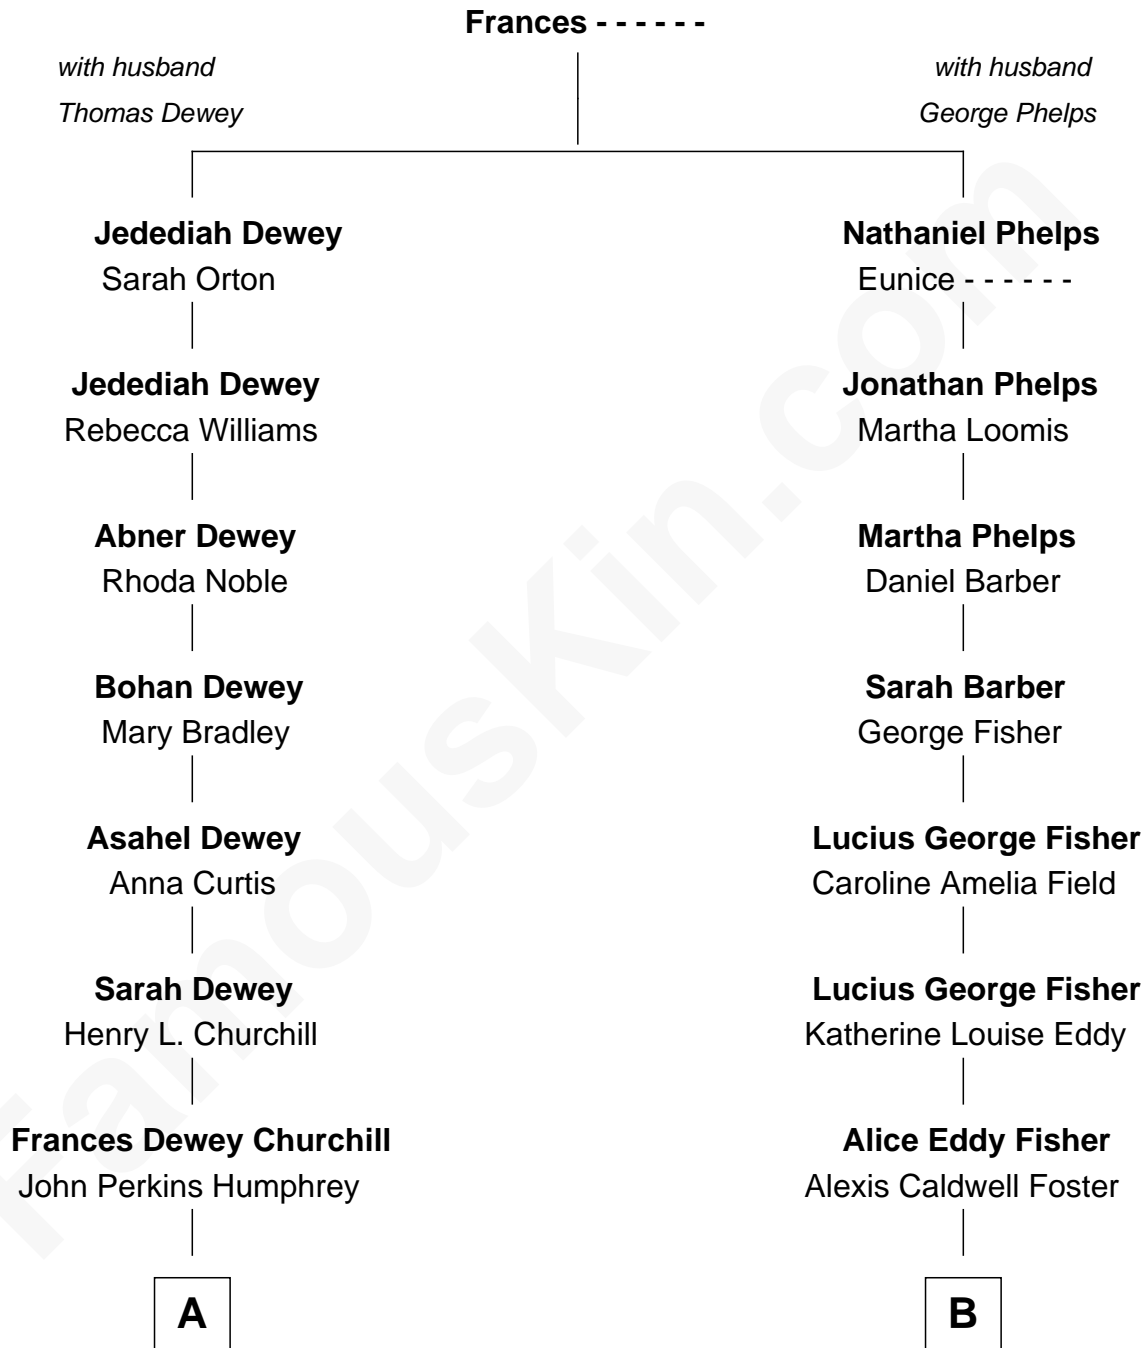 Frances - - - - - -
with husband
Thomas Dewey
with husband
George Phelps
Jedediah Dewey
Sarah Orton
Nathaniel Phelps
Eunice - - - - - -
Jedediah Dewey
Rebecca Williams
Jonathan Phelps
Martha Loomis
Abner Dewey
Rhoda Noble
Martha Phelps
Daniel Barber
Bohan Dewey
Mary Bradley
Sarah Barber
George Fisher
Asahel Dewey
Anna Curtis
Lucius George Fisher
Caroline Amelia Field
Sarah Dewey
Henry L. Churchill
Lucius George Fisher
Katherine Louise Eddy
Frances Dewey Churchill
John Perkins Humphrey
Alice Eddy Fisher
Alexis Caldwell Foster
A
B
FamousKin.com